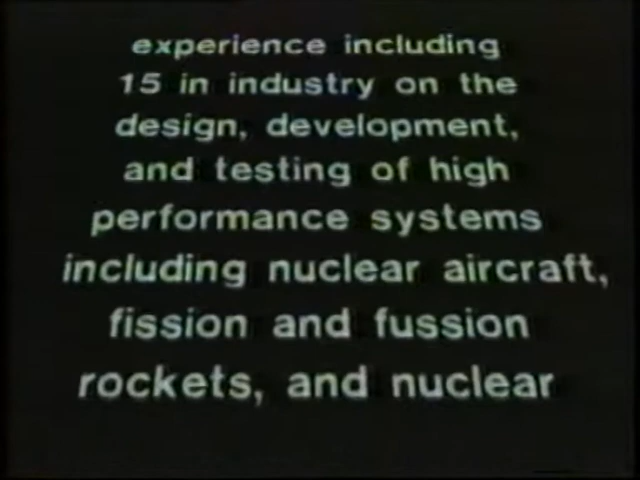 experience including
15 in industry on the
design, development,
and testing of high
performance systems
including nuclear aircraft,
fission and fussion
rockets, and nuclear